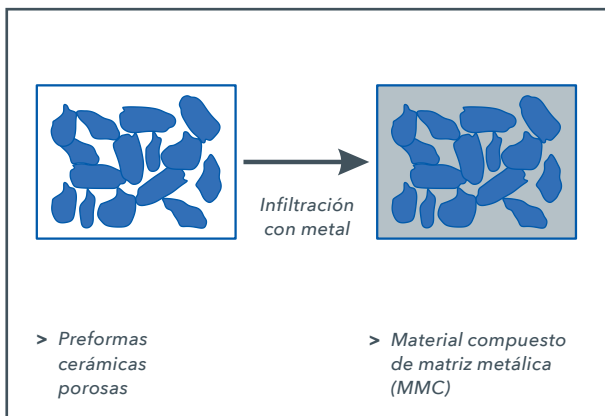 Infiltración
con metal
> Preformas
cerámicas
porosas
> Material compuesto
de matriz metálica
(MMC)